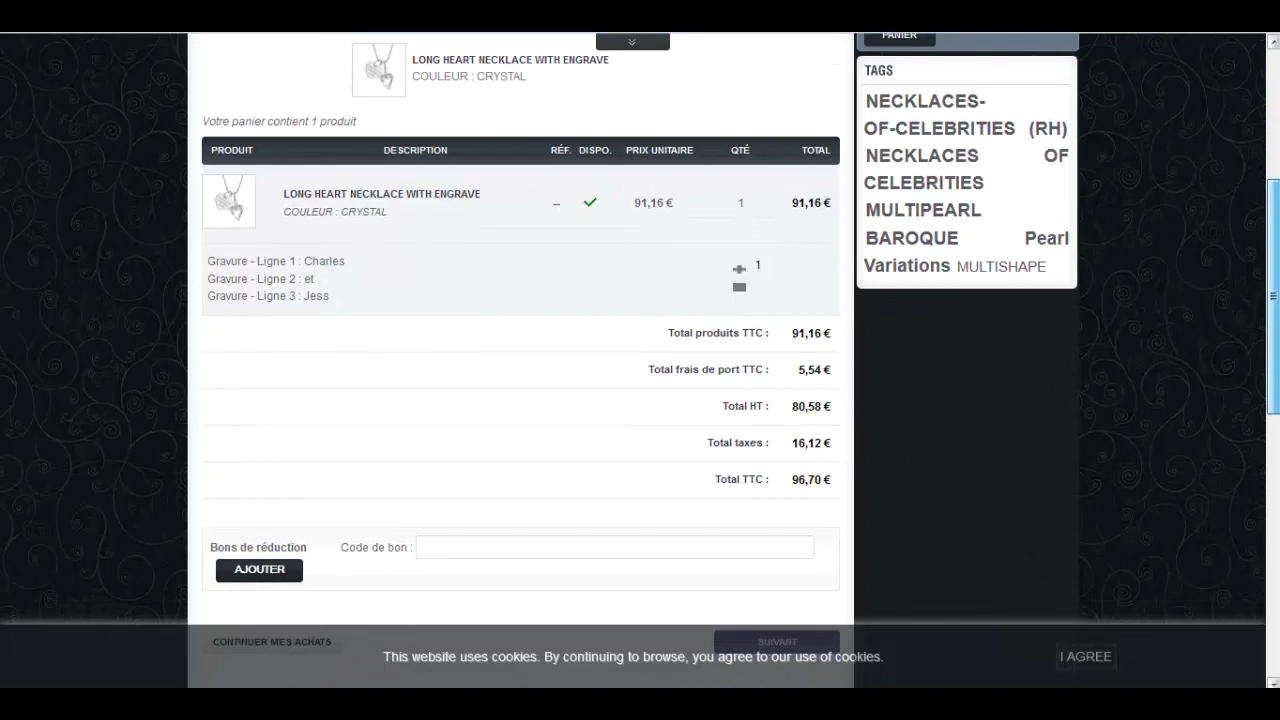 PANIER
LONG HEART NECKLACE WITH ENGRAVE
COULEUR : CRYSTAL
Votre panier contient 1 produit
PRODUIT DESCRIPTION RÉF. DISPO. PRIX UNITAIRE QTÉ TOTAL
LONG HEART NECKLACE WITH ENGRAVE
COULEUR : CRYSTAL
-- 91,16 € 1 91,16 €
Gravure - Ligne 1 : Charles
Gravure - Ligne 2 : et
Gravure - Ligne 3 : Jess
1
Total produits TTC : 91,16 €
Total frais de port TTC : 5,54 €
Total HT : 80,58 €
Total taxes : 16,12 €
Total TTC : 96,70 €
Bons de réduction Code de bon :
AJOUTER
CONTINUER MES ACHATS SUIVANT
This website uses cookies. By continuing to browse, you agree to our use of cookies. I AGREE
TAGS
NECKLACES-
OF-CELEBRITIES (RH)
NECKLACES OF
CELEBRITIES
MULTIPEARL
BAROQUE Pearl
Variations MULTISHAPE